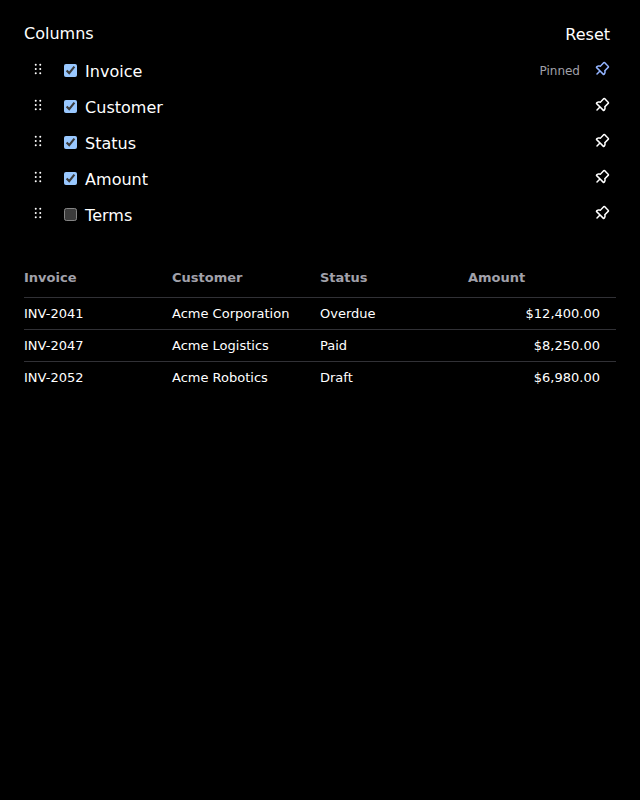 Columns Reset
Invoice Pinned
Customer
Status
Amount
Terms
Invoice Customer Status Amount
INV-2041 Acme Corporation Overdue $12,400.00
INV-2047 Acme Logistics Paid $8,250.00
INV-2052 Acme Robotics Draft $6,980.00